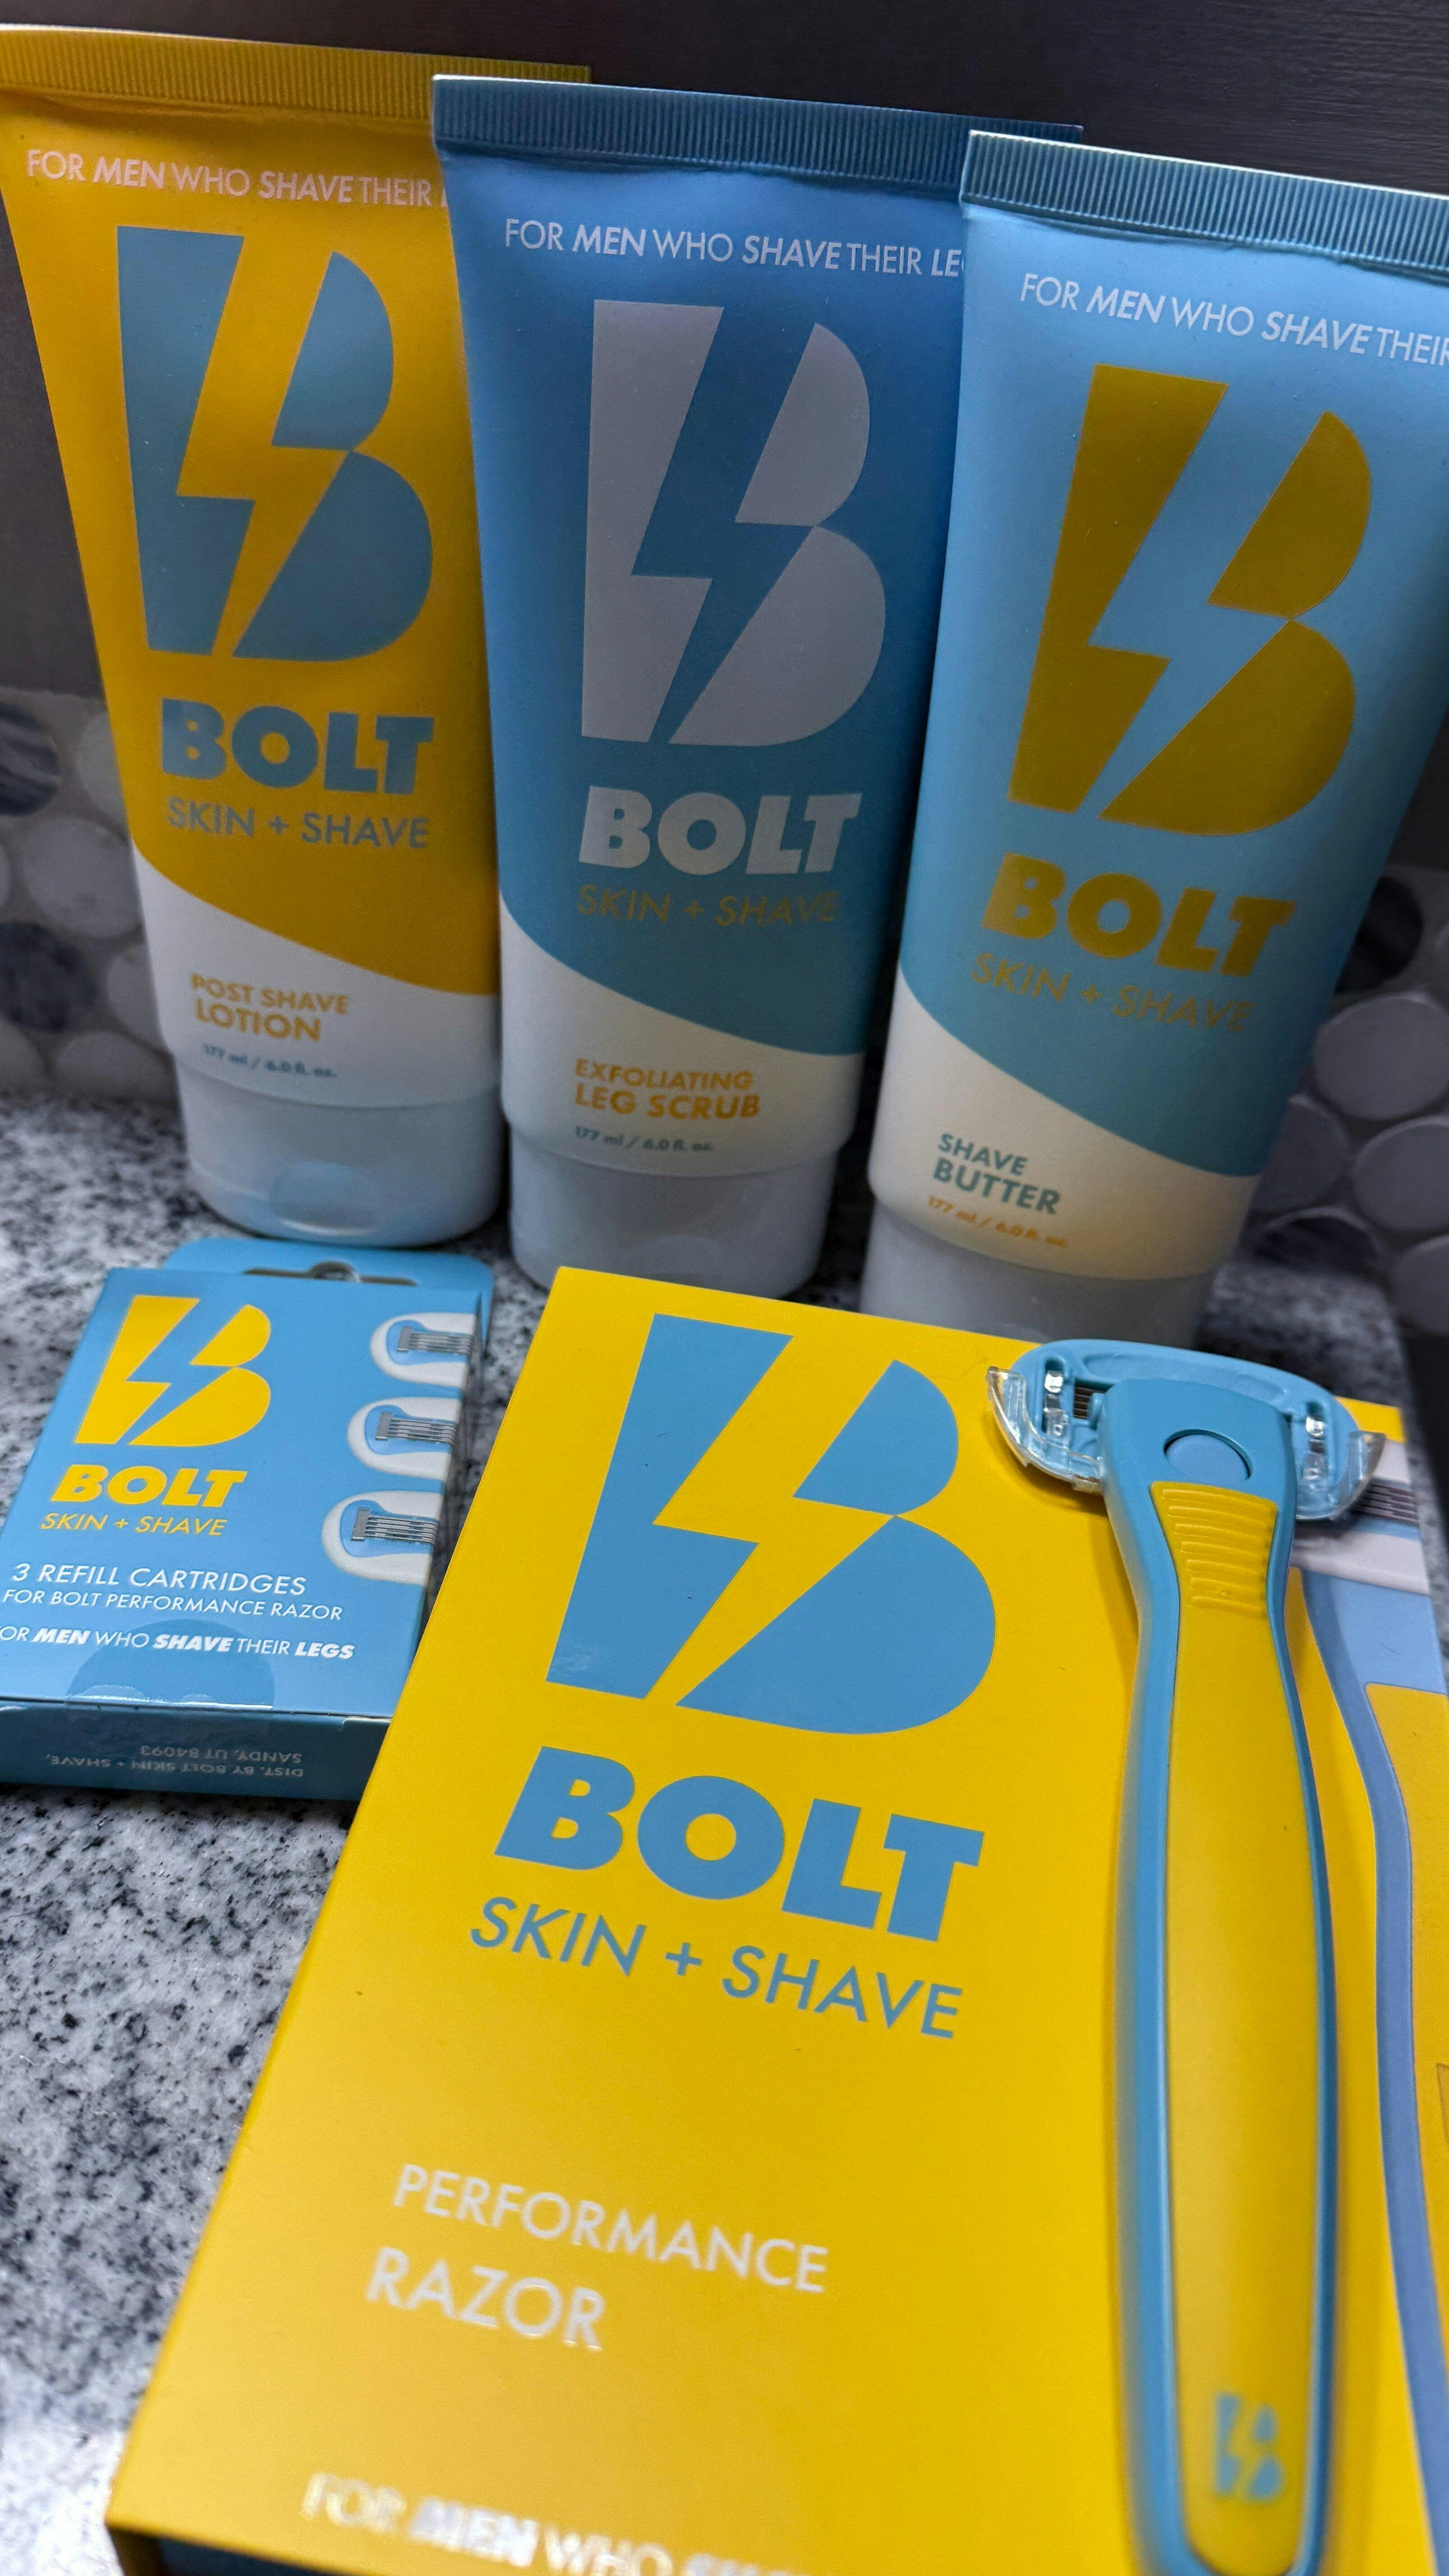 FOR MEN WHO SHAVE THEIR
BOLT
SKIN + SHAVE
POST SHAVE
LOTION
177 ml / 6.0 fl. oz.
FOR MEN WHO SHAVE THEIR LE
BOLT
SKIN + SHAVE
EXFOLIATING
LEG SCRUB
177 ml / 6.0 fl. oz.
FOR MEN WHO SHAVE THEIR
BOLT
SKIN + SHAVE
SHAVE
BUTTER
177 ml / 6.0 fl. oz.
BOLT
SKIN + SHAVE
3 REFILL CARTRIDGES
FOR BOLT PERFORMANCE RAZOR
OR MEN WHO SHAVE THEIR LEGS
DIST. BY BOLT SKIN + SHAVE,
SANDY, UT 84093
BOLT
SKIN + SHAVE
PERFORMANCE
RAZOR
FOR MEN WHO